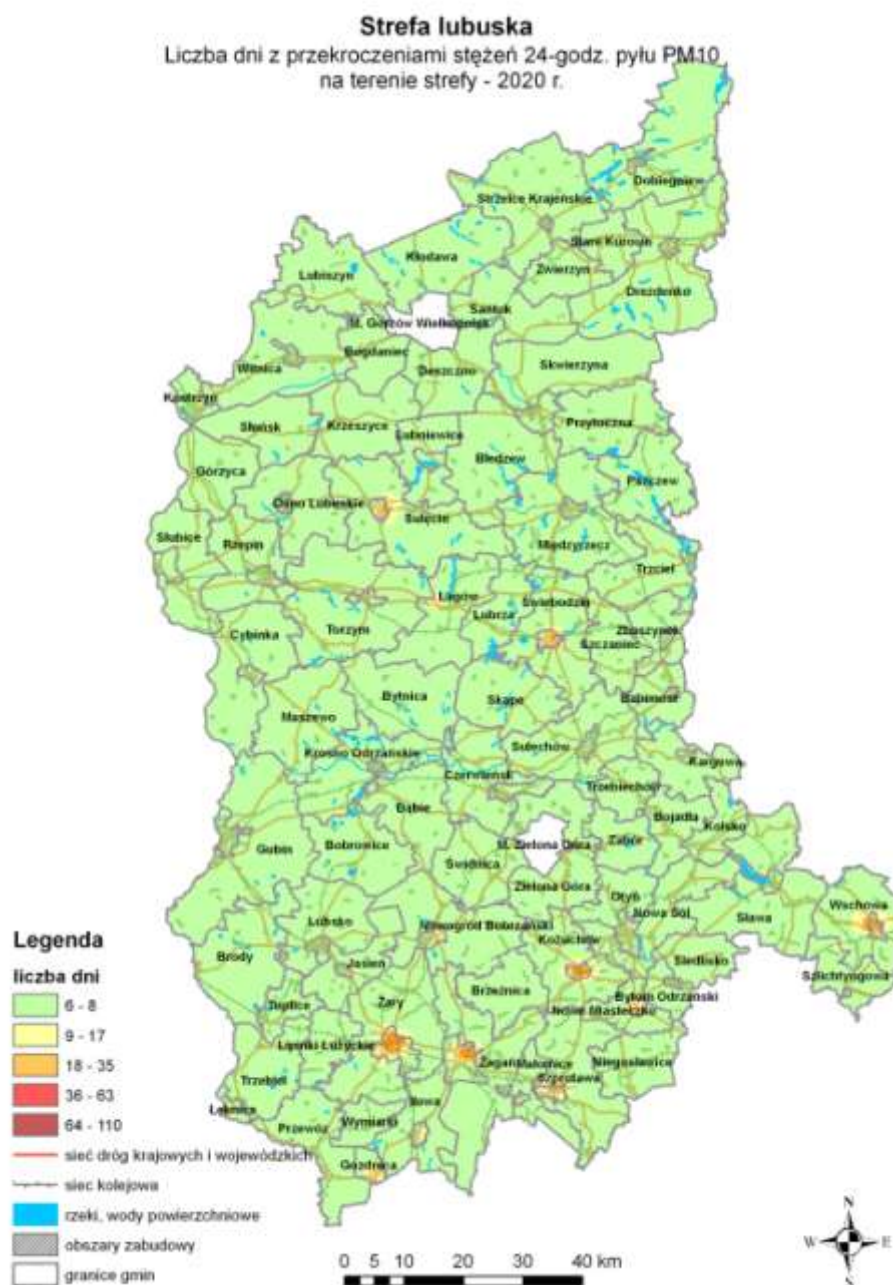 Strefa lubuska
Liczba dni z przekroczeniami stężeń 24-godz. pyłu PM10
na terenie strefy - 2020 r.
Dobiegniew
Strzelce Krajeńskie
Stare Kurowo
Kłodawa
Zwierzyn
Lubiszyn
Drezdenko
Santok
M. Gorzów Wielkopolski
Bogdaniec
Deszczno
Skwierzyna
Witnica
Kostrzyn
Przytoczna
Słońsk
Krzeszyce
Lubniewice
Bledzew
Górzyca
Pszczew
Ośno Lubuskie
Sulęcin
Słubice
Rzepin
Międzyrzecz
Trzciel
Łagów
Świebodzin
Lubrza
Cybinka
Torzym
Zbąszynek
Szczaniec
Bytnica
Skąpe
Babimost
Maszewo
Sulechów
Krosno Odrzańskie
Kargowa
Czerwieńsk
Trzebiechów
Dąbie
Bojadła
Kolsko
Gubin
Bobrowice
M. Zielona Góra
Zabór
Świdnica
Zielona Góra
Otyń
Nowa Sól
Sława
Wschowa
Lubsko
Nowogród Bobrzański
Kożuchów
Brody
Jasień
Siedlisko
Szlichtyngowa
Brzeźnica
Bytom Odrzański
Tuplice
Żary
Nowe Miasteczko
Lipinki Łużyckie
Żagań
Małomice
Niegosławice
Trzebiel
Szprotawa
Iława
Łęknica
Przewóz
Wymiarki
Gozdnica
Legenda
liczba dni
6 - 8
9 - 17
18 - 35
36 - 63
64 - 110
sieć dróg krajowych i wojewódzkich
siec kolejowa
rzeki, wody powierzchniowe
obszary zabudowy
granice gmin
0 5 10 20 30 40 km
N
W
E
S